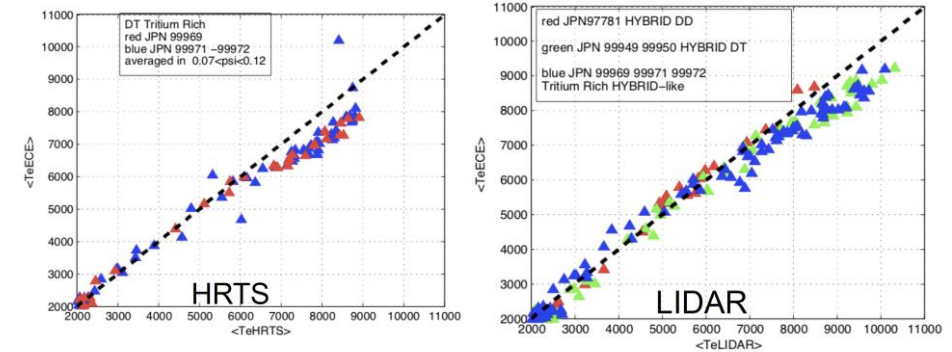 DT Tritium Rich
red JPN 99969
blue JPN 99971 -99972
averaged in 0.07<psi<0.12
11000
10000
9000
8000
7000
6000
5000
4000
3000
2000
<TeECE>
HRTS
2000 3000 4000 5000 6000 7000 8000 9000 10000 11000
<TeHRTS>
red JPN97781 HYBRID DD
green JPN 99949 99950 HYBRID DT
blue JPN 99969 99971 99972
Tritium Rich HYBRID-like
11000
10000
9000
8000
7000
6000
5000
4000
3000
2000
<TeECE>
LIDAR
2000 3000 4000 5000 6000 7000 8000 9000 10000 11000
<TeLIDAR>